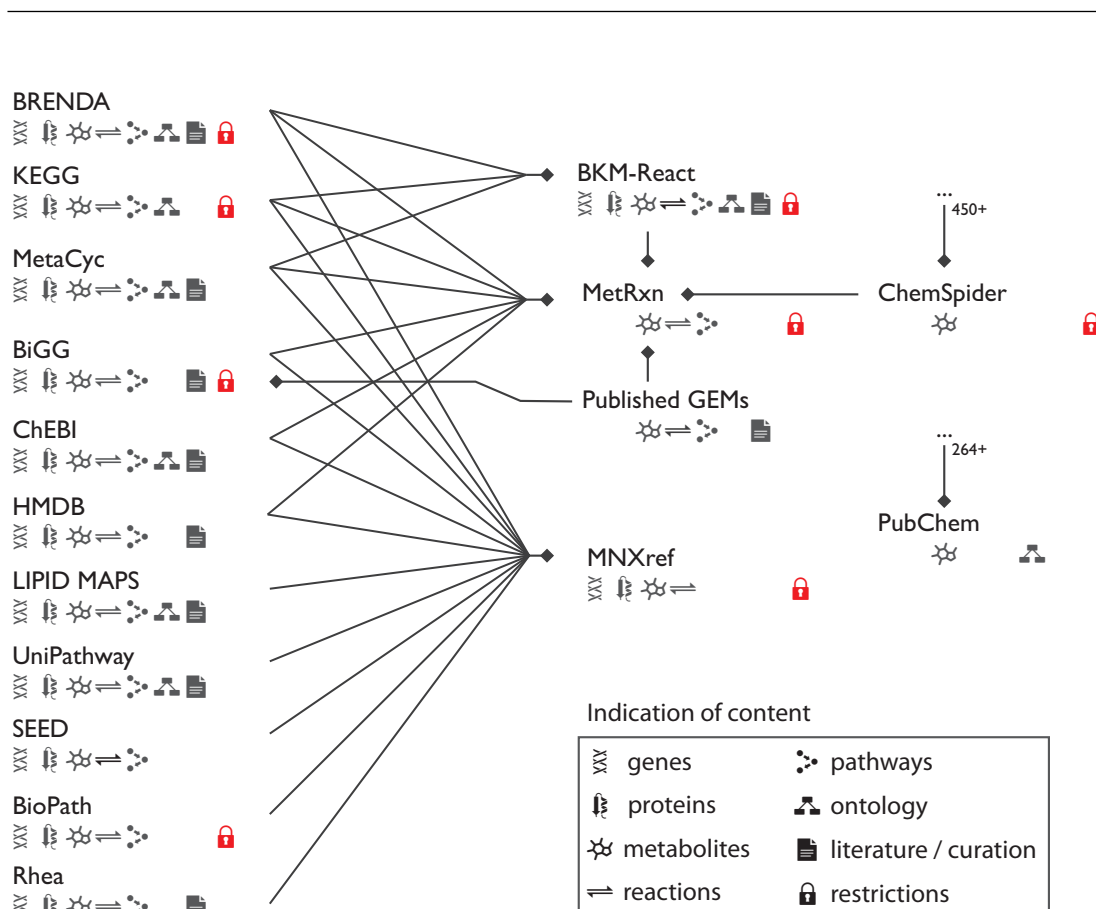 BRENDA
KEGG
MetaCyc
BiGG
ChEBI
HMDB
LIPID MAPS
UniPathway
SEED
BioPath
Rhea
BKM-React
MetRxn
Published GEMs
MNXref
...
450+
ChemSpider
...
264+
PubChem
Indication of content
genes
pathways
proteins
ontology
metabolites
literature / curation
reactions
restrictions